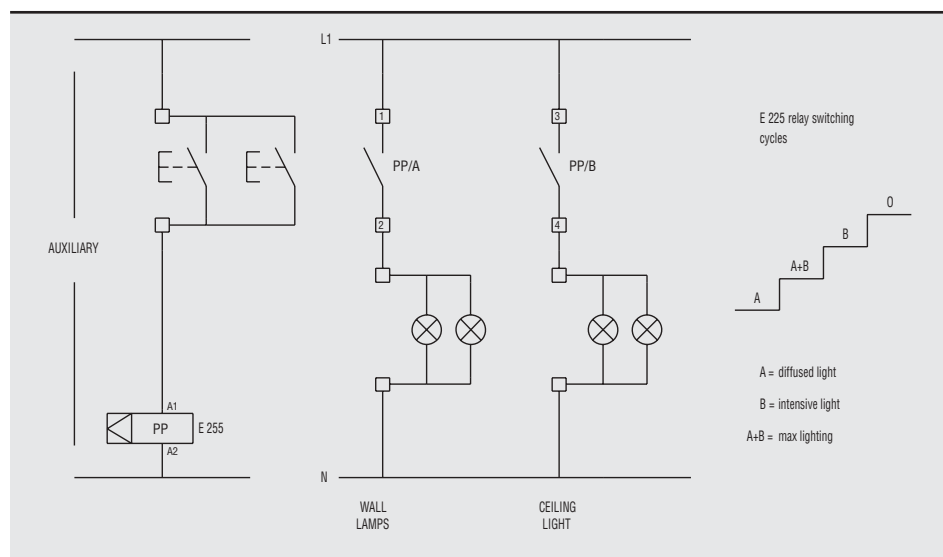 L1
1
3
E 225 relay switching
cycles
PP/A
PP/B
O
2
4
B
AUXILIARY
A+B
A
A = diffused light
A1
B = intensive light
PP
E 255
A+B = max lighting
A2
N
WALL
LAMPS
CEILING
LIGHT